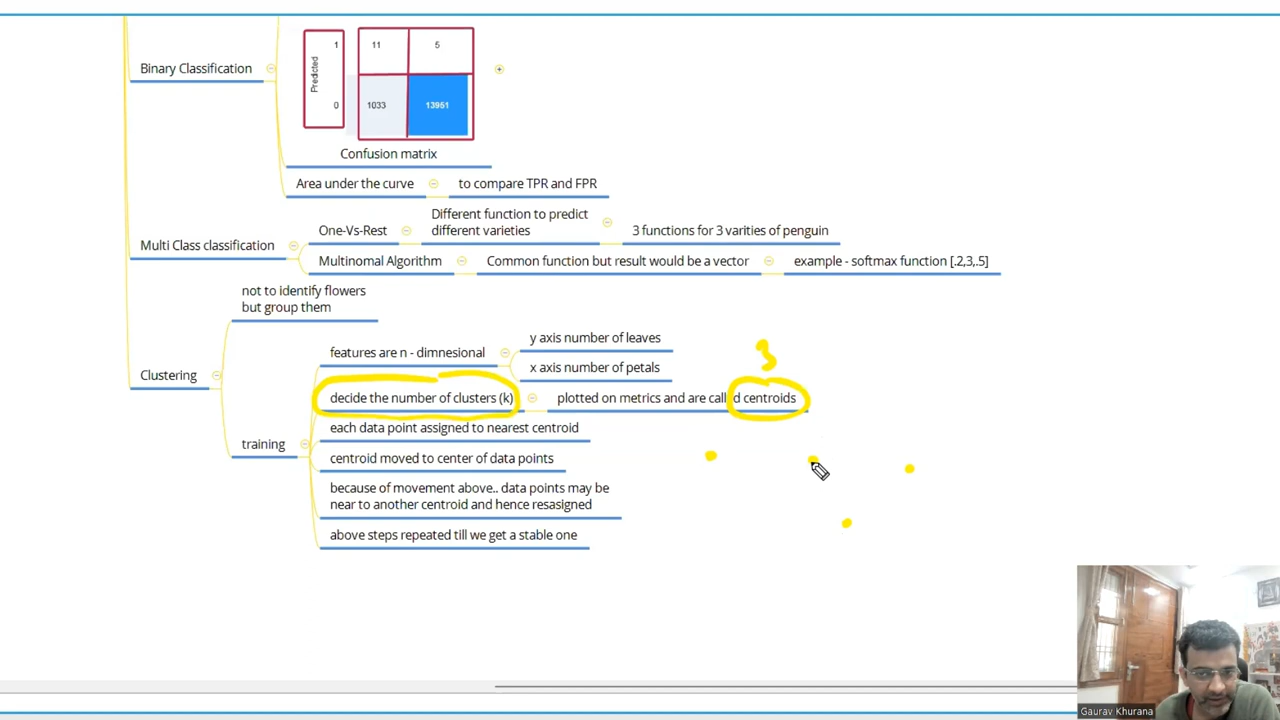 1
11
5
Binary Classification
Predicted
0
1033
13951
Confusion matrix
Area under the curve
to compare TPR and FPR
Different function to predict
different varieties
One-Vs-Rest
3 functions for 3 varities of penguin
Multi Class classification
Multinomal Algorithm
Common function but result would be a vector
example - softmax function [.2,3,.5]
not to identify flowers
but group them
y axis number of leaves
features are n - dimnesional
x axis number of petals
Clustering
3
decide the number of clusters (k)
plotted on metrics and are called centroids
each data point assigned to nearest centroid
training
centroid moved to center of data points
because of movement above.. data points may be
near to another centroid and hence resasigned
above steps repeated till we get a stable one
Gaurav Khurana